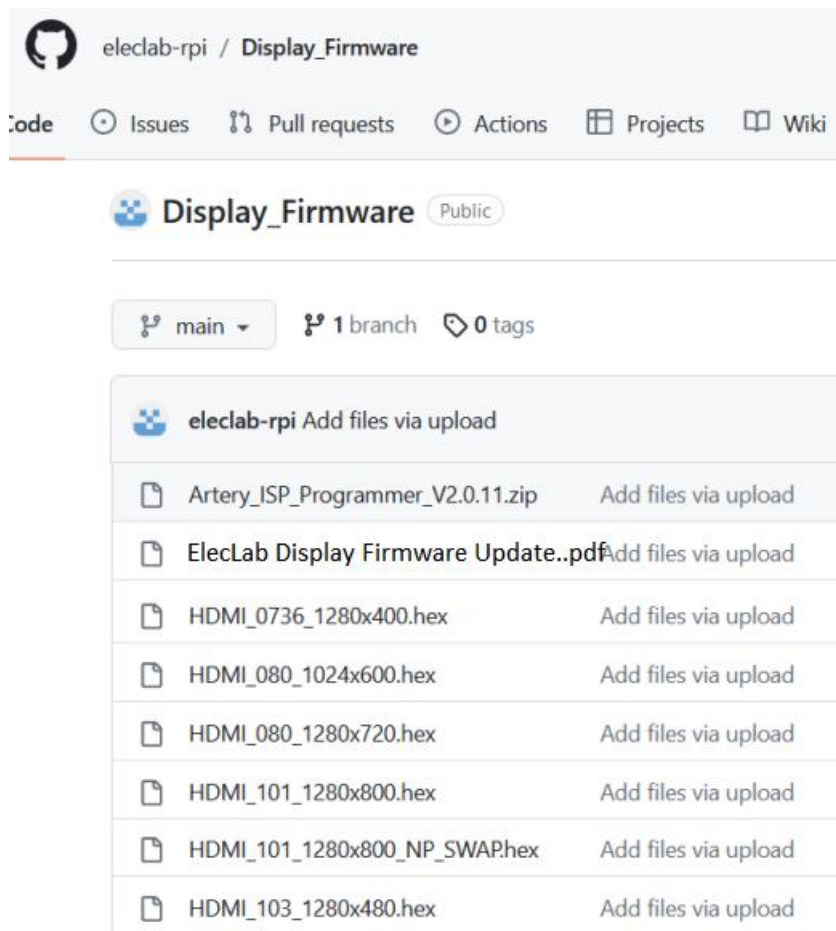 eleclab-rpi / Display_Firmware
Code Issues Pull requests Actions Projects Wiki
Display_Firmware Public
main 1 branch 0 tags
eleclab-rpi Add files via upload
Artery_ISP_Programmer_V2.0.11.zip Add files via upload
ElecLab Display Firmware Update..pdf Add files via upload
HDMI_0736_1280x400.hex Add files via upload
HDMI_080_1024x600.hex Add files via upload
HDMI_080_1280x720.hex Add files via upload
HDMI_101_1280x800.hex Add files via upload
HDMI_101_1280x800_NP_SWAP.hex Add files via upload
HDMI_103_1280x480.hex Add files via upload